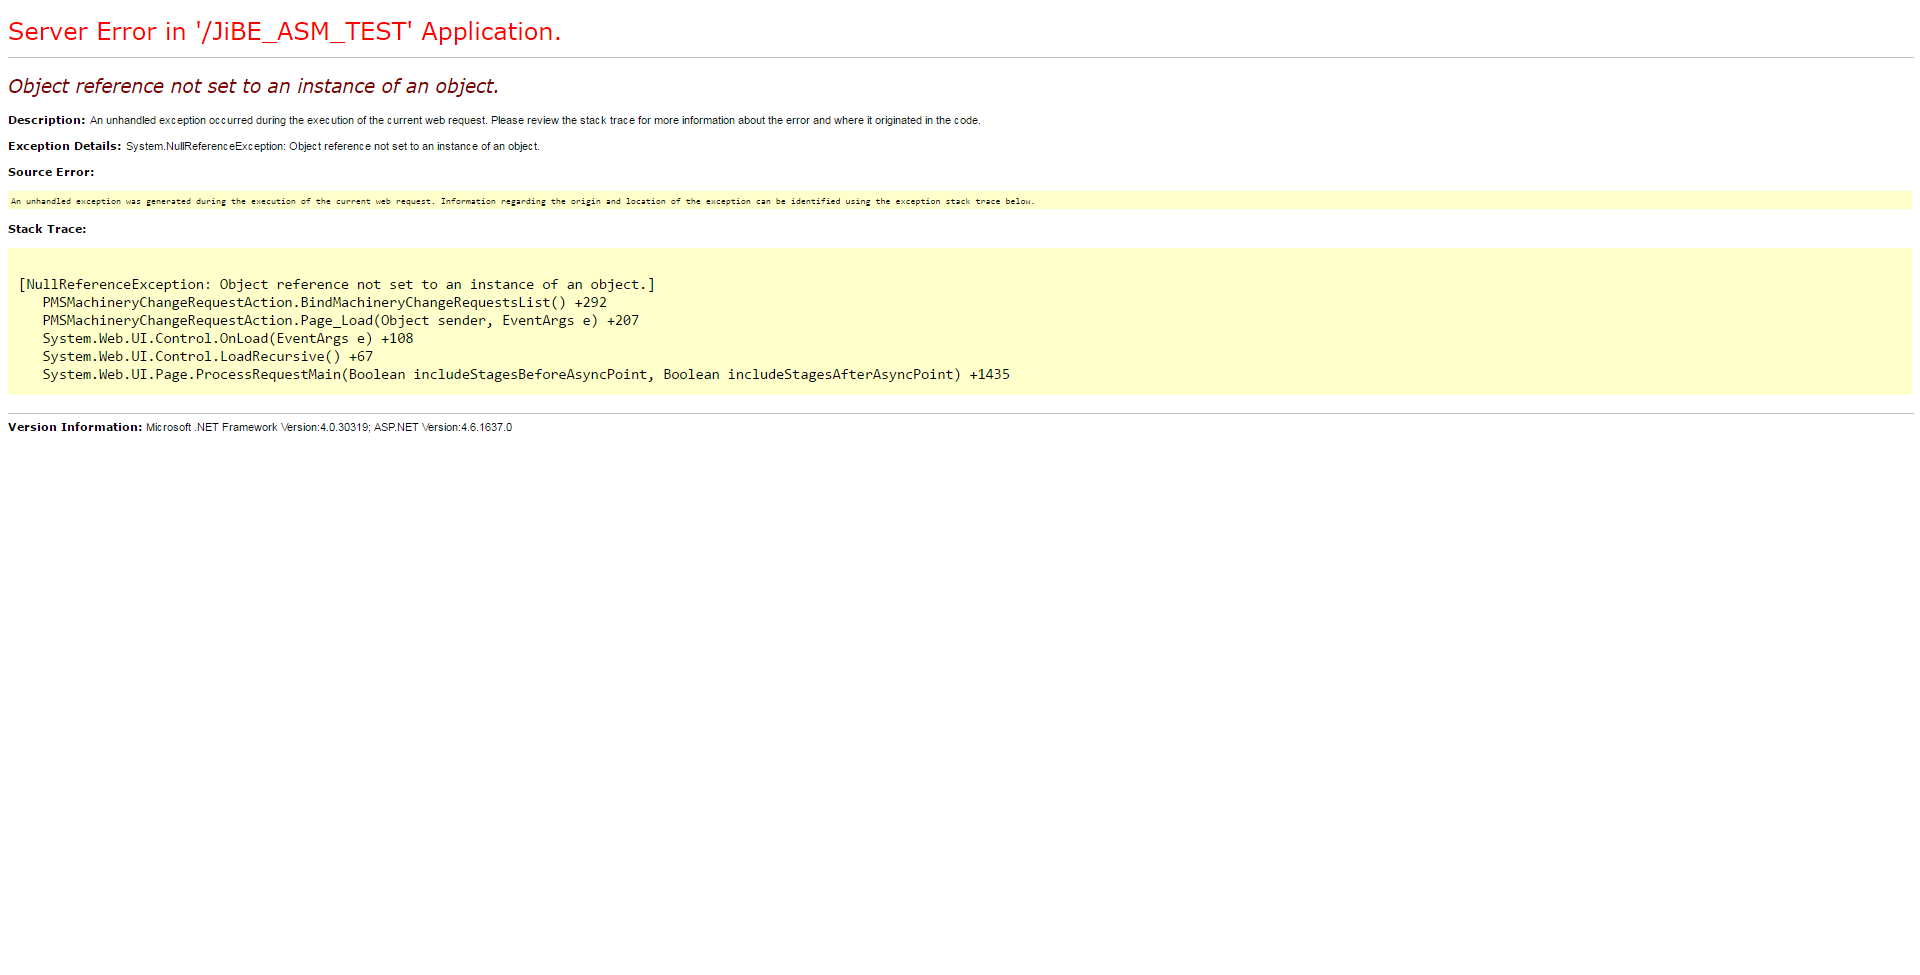 Server Error in '/JiBE_ASM_TEST' Application.
Object reference not set to an instance of an object.
Description: An unhandled exception occurred during the execution of the current web request. Please review the stack trace for more information about the error and where it originated in the code.
Exception Details: System.NullReferenceException: Object reference not set to an instance of an object.
Source Error:
An unhandled exception was generated during the execution of the current web request. Information regarding the origin and location of the exception can be identified using the exception stack trace below.
Stack Trace:
[NullReferenceException: Object reference not set to an instance of an object.]
PMSMachineryChangeRequestAction.BindMachineryChangeRequestsList() +292
PMSMachineryChangeRequestAction.Page_Load(Object sender, EventArgs e) +207
System.Web.UI.Control.OnLoad(EventArgs e) +108
System.Web.UI.Control.LoadRecursive() +67
System.Web.UI.Page.ProcessRequestMain(Boolean includeStagesBeforeAsyncPoint, Boolean includeStagesAfterAsyncPoint) +1435
Version Information: Microsoft .NET Framework Version:4.0.30319; ASP.NET Version:4.6.1637.0